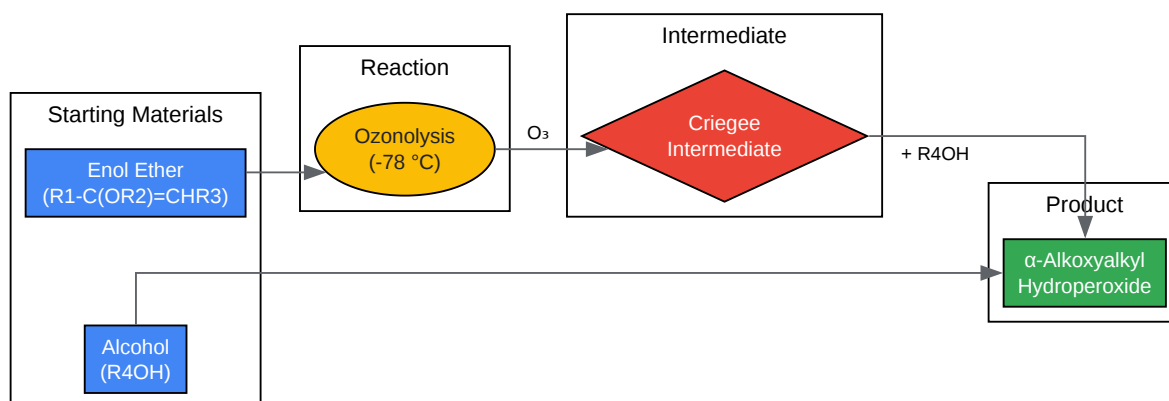 Starting Materials
Enol Ether
(R1-C(OR2)=CHR3)
Alcohol
(R4OH)
Reaction
Ozonolysis
(-78 °C)
O₃
Intermediate
Criegee
Intermediate
+ R4OH
Product
α-Alkoxyalkyl
Hydroperoxide